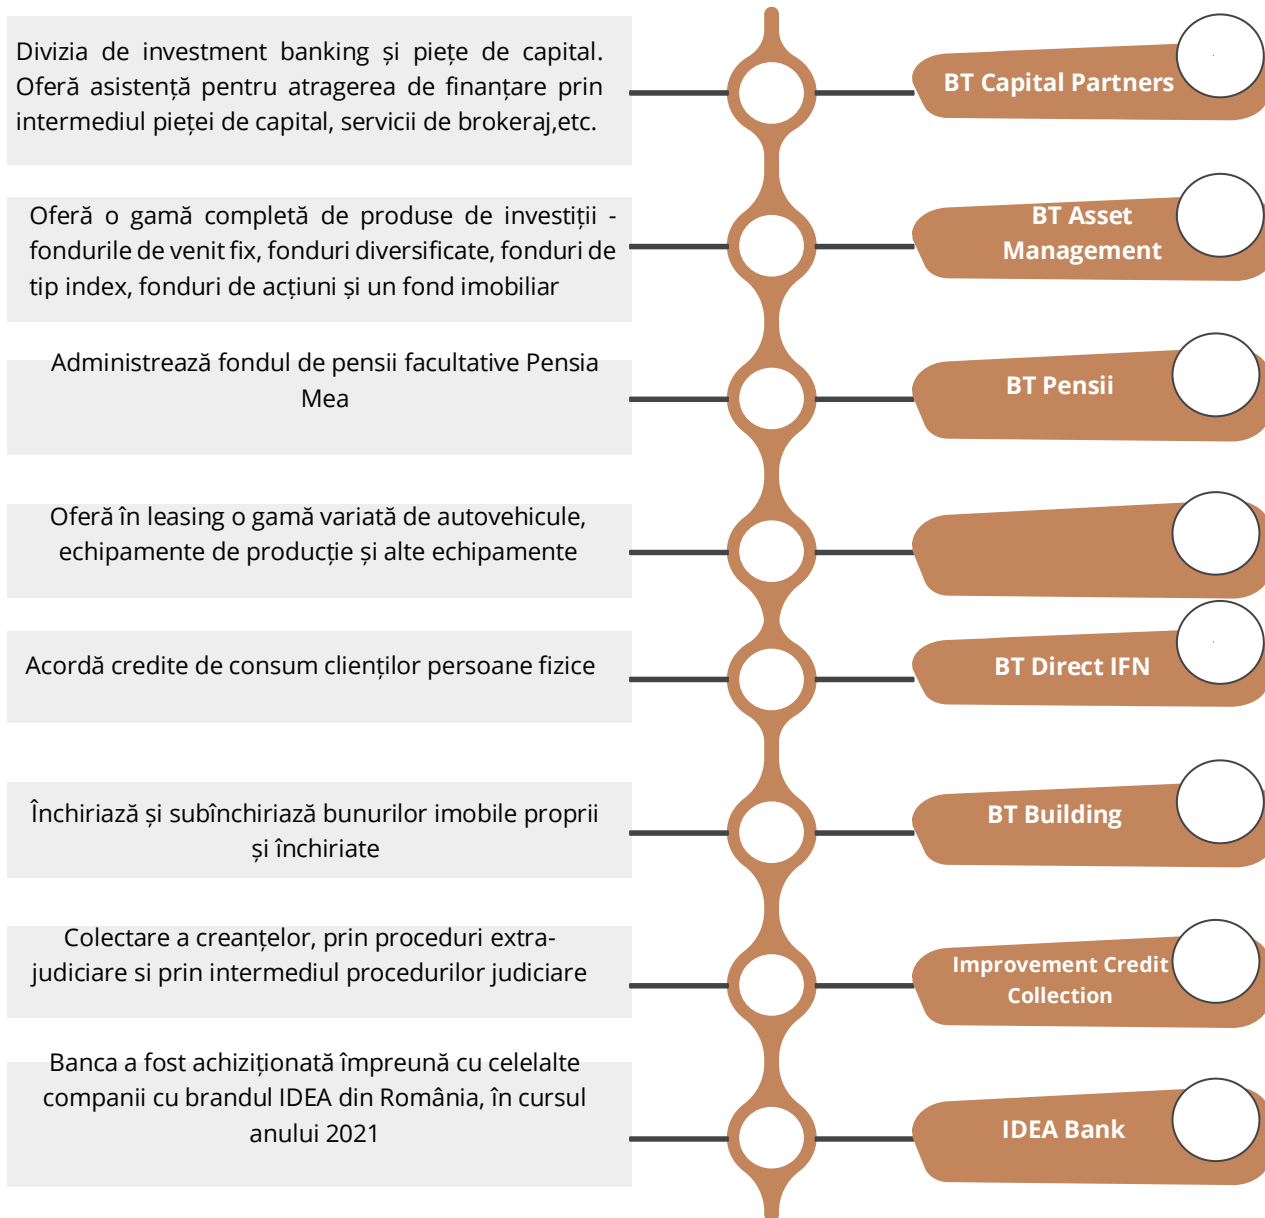 Divizia de investment banking și piețe de capital.
Oferă asistență pentru atragerea de finanțare prin
intermediul pieței de capital, servicii de brokeraj,etc.
BT Capital Partners
Oferă o gamă completă de produse de investiții -
fondurile de venit fix, fonduri diversificate, fonduri de
tip index, fonduri de acțiuni și un fond imobiliar
BT Asset
Management
Administrează fondul de pensii facultative Pensia
Mea
BT Pensii
Oferă în leasing o gamă variată de autovehicule,
echipamente de producție și alte echipamente
Acordă credite de consum clienților persoane fizice
BT Direct IFN
Închiriază și subînchiriază bunurilor imobile proprii
și închiriate
BT Building
Colectare a creanțelor, prin proceduri extra-
judiciare si prin intermediul procedurilor judiciare
Improvement Credit
Collection
Banca a fost achiziționată împreună cu celelalte
companii cu brandul IDEA din România, în cursul
anului 2021
IDEA Bank